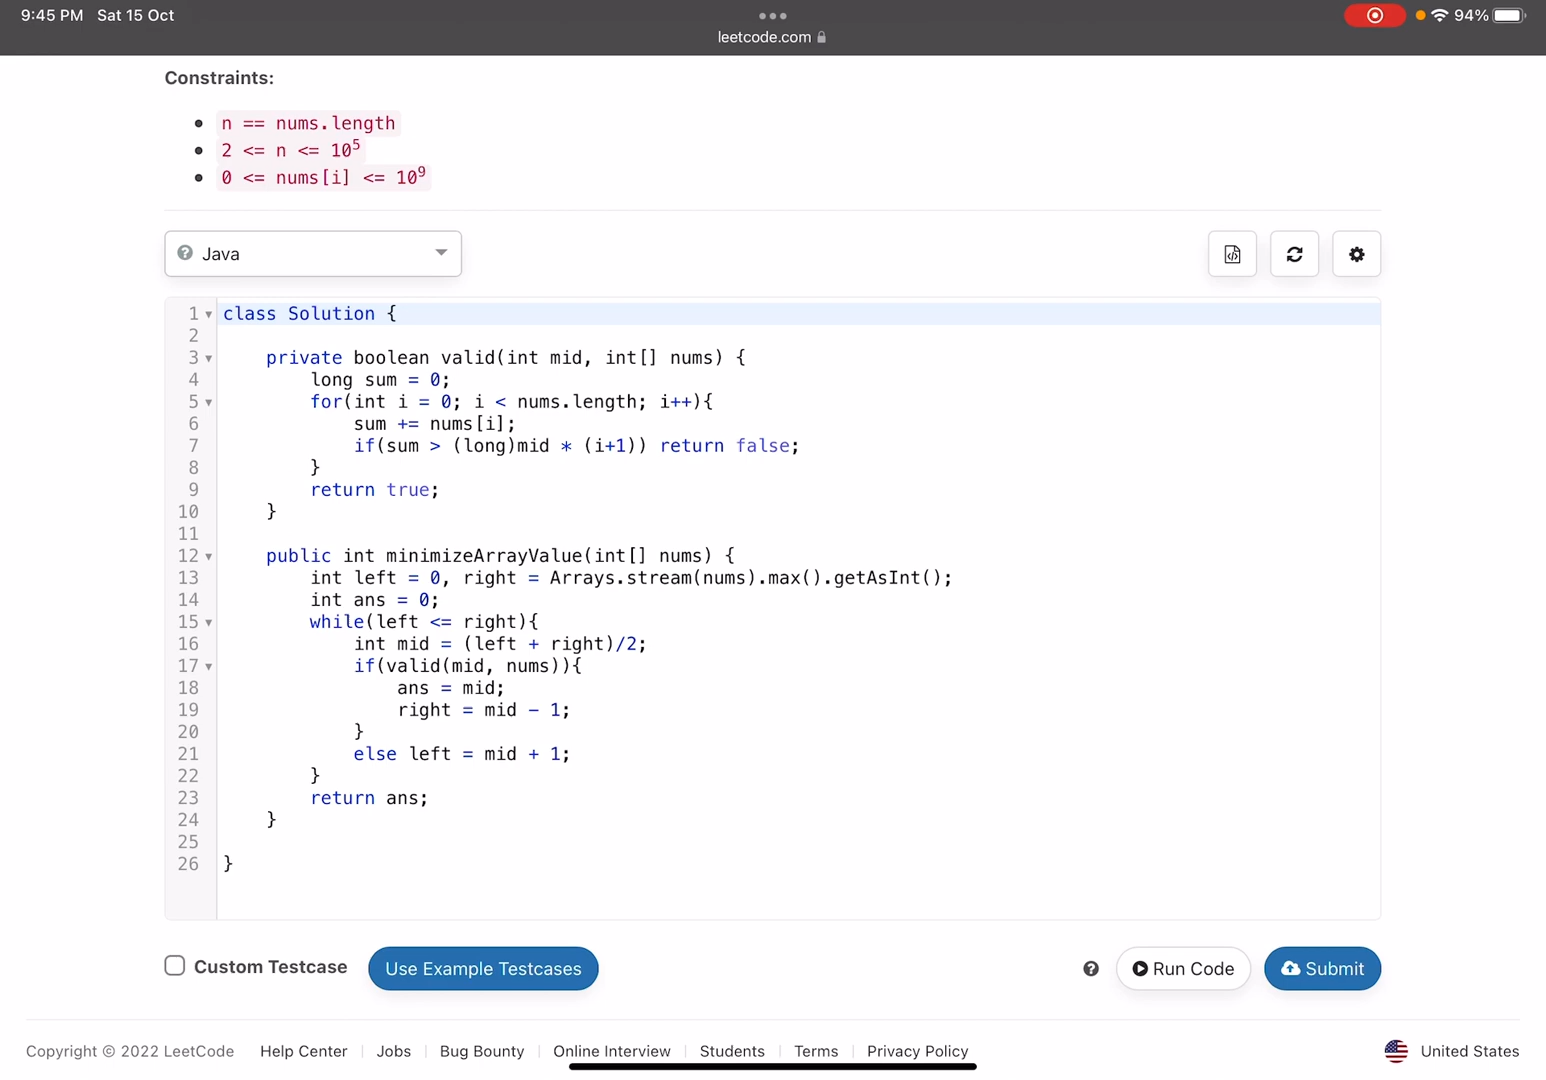 9:45 PM Sat 15 Oct
94%
leetcode.com
Constraints:
n == nums.length
2 <= n <= 10⁵
0 <= nums[i] <= 10⁹
Java
1 class Solution {
2
3     private boolean valid(int mid, int[] nums) {
4         long sum = 0;
5         for(int i = 0; i < nums.length; i++){
6             sum += nums[i];
7             if(sum > (long)mid * (i+1)) return false;
8         }
9         return true;
10     }
11
12     public int minimizeArrayValue(int[] nums) {
13         int left = 0, right = Arrays.stream(nums).max().getAsInt();
14         int ans = 0;
15         while(left <= right){
16             int mid = (left + right)/2;
17             if(valid(mid, nums)){
18                 ans = mid;
19                 right = mid - 1;
20             }
21             else left = mid + 1;
22         }
23         return ans;
24     }
25
26 }
Custom Testcase Use Example Testcases Run Code Submit
Copyright © 2022 LeetCode Help Center | Jobs | Bug Bounty | Online Interview | Students | Terms | Privacy Policy United States